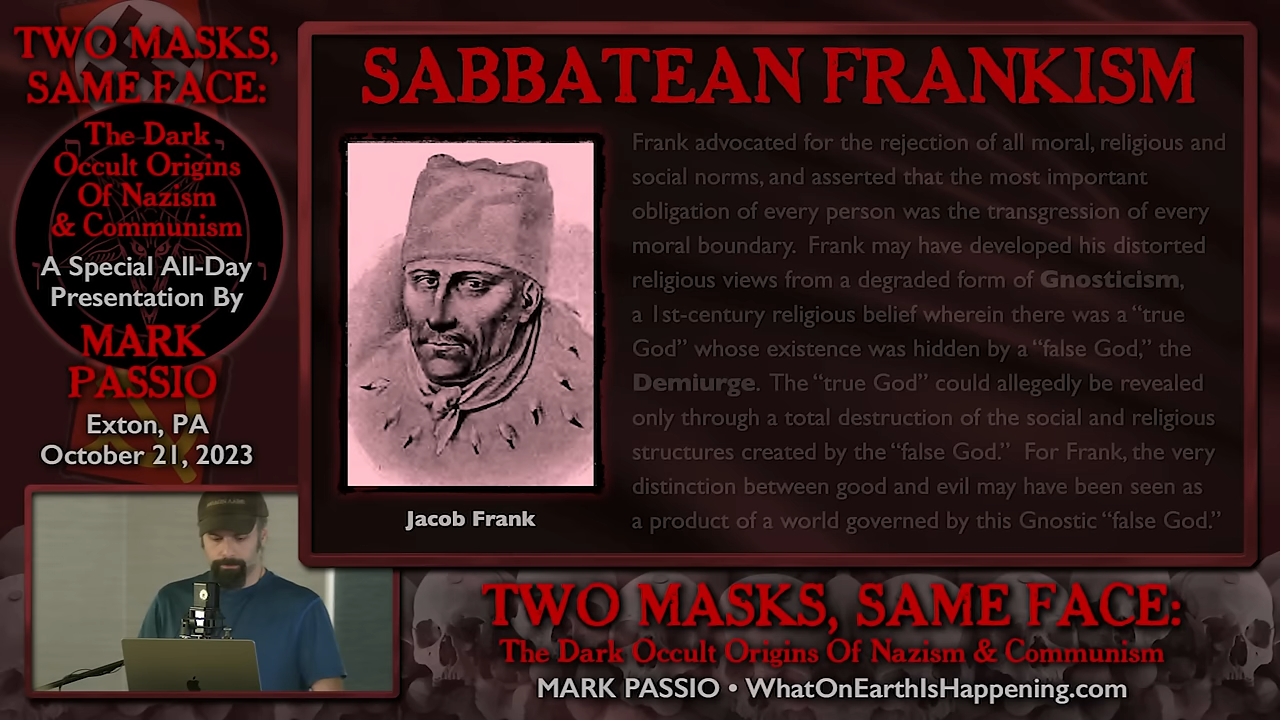 TWO MASKS,
SAME FACE:
The Dark
Occult Origins
Of Nazism
& Communism
A Special All-Day
Presentation By
MARK
PASSIO
Exton, PA
October 21, 2023
SABBATEAN FRANKISM
Frank advocated for the rejection of all moral, religious and
social norms, and asserted that the most important
obligation of every person was the transgression of every
moral boundary.  Frank may have developed his distorted
religious views from a degraded form of Gnosticism,
a 1st-century religious belief wherein there was a “true
God” whose existence was hidden by a “false God,” the
Demiurge.  The “true God” could allegedly be revealed
only through a total destruction of the social and religious
structures created by the “false God.”  For Frank, the very
distinction between good and evil may have been seen as
a product of a world governed by this Gnostic “false God.”
Jacob Frank
TWO MASKS, SAME FACE:
The Dark Occult Origins Of Nazism & Communism
MARK PASSIO • WhatOnEarthIsHappening.com